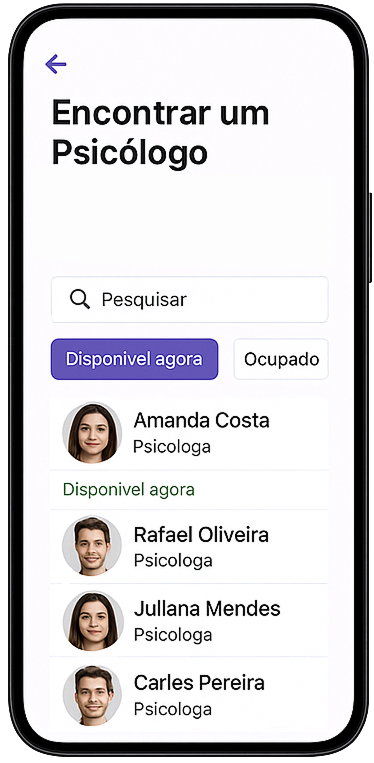 Encontrar um
Psicólogo
Pesquisar
Disponivel agora
Ocupado
Amanda Costa
Psicologa
Disponivel agora
Rafael Oliveira
Psicologa
Jullana Mendes
Psicologa
Carles Pereira
Psicologa